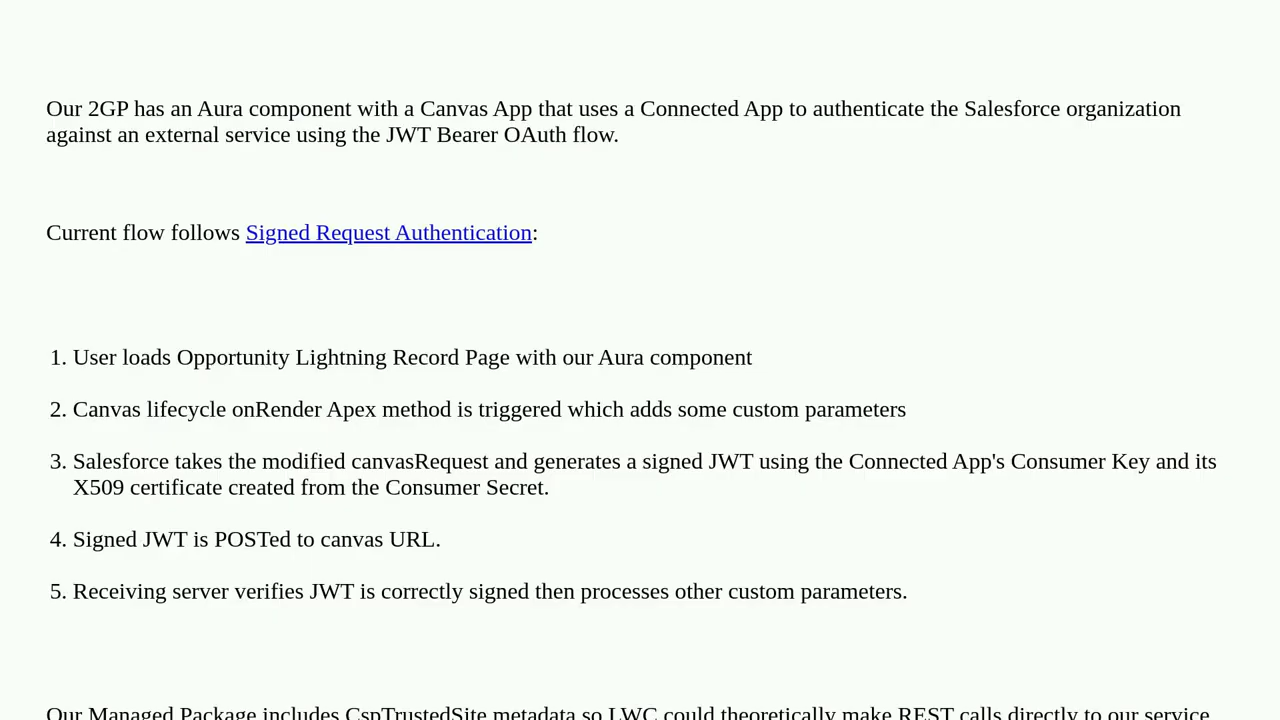 Our 2GP has an Aura component with a Canvas App that uses a Connected App to authenticate the Salesforce organization
against an external service using the JWT Bearer OAuth flow.
Current flow follows Signed Request Authentication:
1. User loads Opportunity Lightning Record Page with our Aura component
2. Canvas lifecycle onRender Apex method is triggered which adds some custom parameters
3. Salesforce takes the modified canvasRequest and generates a signed JWT using the Connected App's Consumer Key and its
X509 certificate created from the Consumer Secret.
4. Signed JWT is POSTed to canvas URL.
5. Receiving server verifies JWT is correctly signed then processes other custom parameters.
Our Managed Package includes CspTrustedSite metadata so LWC could theoretically make REST calls directly to our service